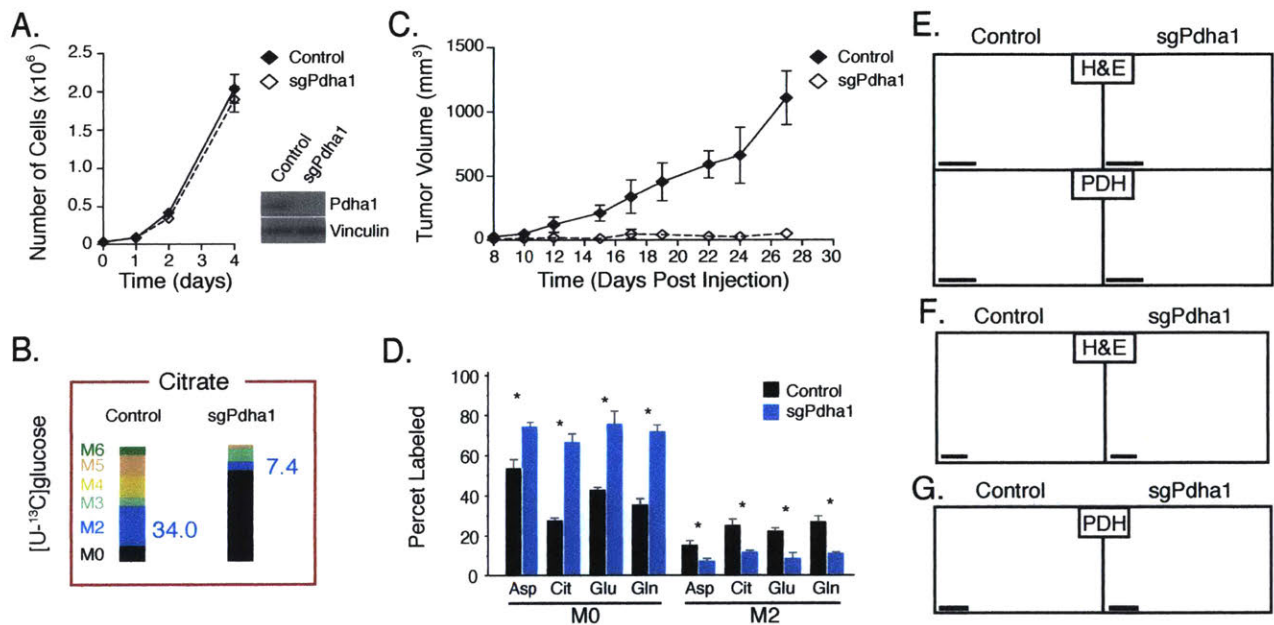 A.
Number of Cells (x10⁶)
2.5
2.0
1.5
1.0
0.5
0
0 1 2 3 4
Time (days)
Control
sgPdha1
Control
sgPdha1
Pdha1
Vinculin
B.
[U-¹³C]glucose
Citrate
Control sgPdha1
M6
M5
M4
M3
M2
M0
34.0
7.4
C.
Tumor Volume (mm³)
1500
1000
500
0
8 10 12 14 16 18 20 22 24 26 28 30
Time (Days Post Injection)
Control
sgPdha1
D.
Percet Labeled
100
80
60
40
20
0
* * * * * * * *
Control
sgPdha1
Asp Cit Glu Gln Asp Cit Glu Gln
M0 M2
E.
Control sgPdha1
H&E
PDH
F.
Control sgPdha1
H&E
G.
Control sgPdha1
PDH